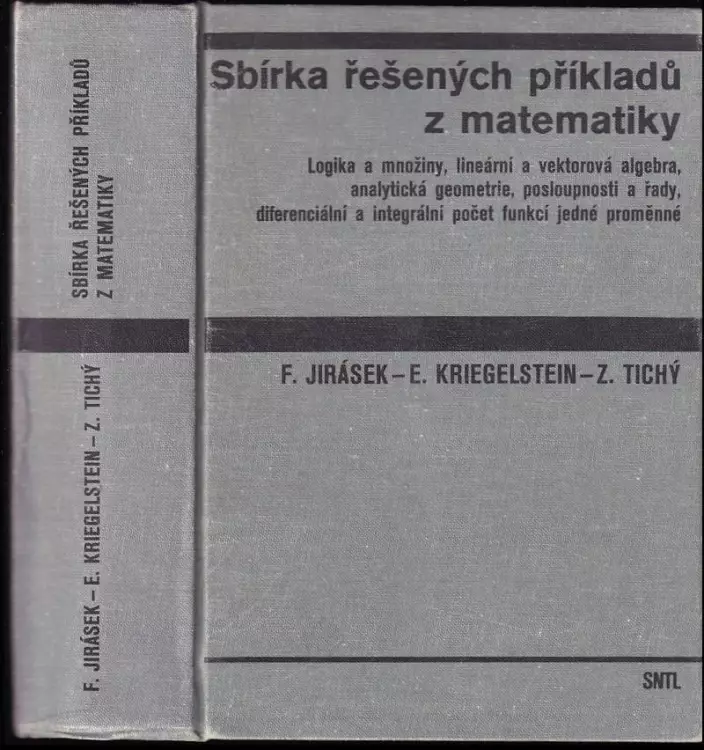 SBÍRKA ŘEŠENÝCH PŘÍKLADŮ
Z MATEMATIKY
F. JIRÁSEK – E. KRIEGELSTEIN – Z. TICHÝ
Sbírka řešených příkladů
z matematiky
Logika a množiny, lineární a vektorová algebra,
analytická geometrie, posloupnosti a řady,
diferenciální a integrální počet funkcí jedné proměnné
F. JIRÁSEK – E. KRIEGELSTEIN – Z. TICHÝ
SNTL